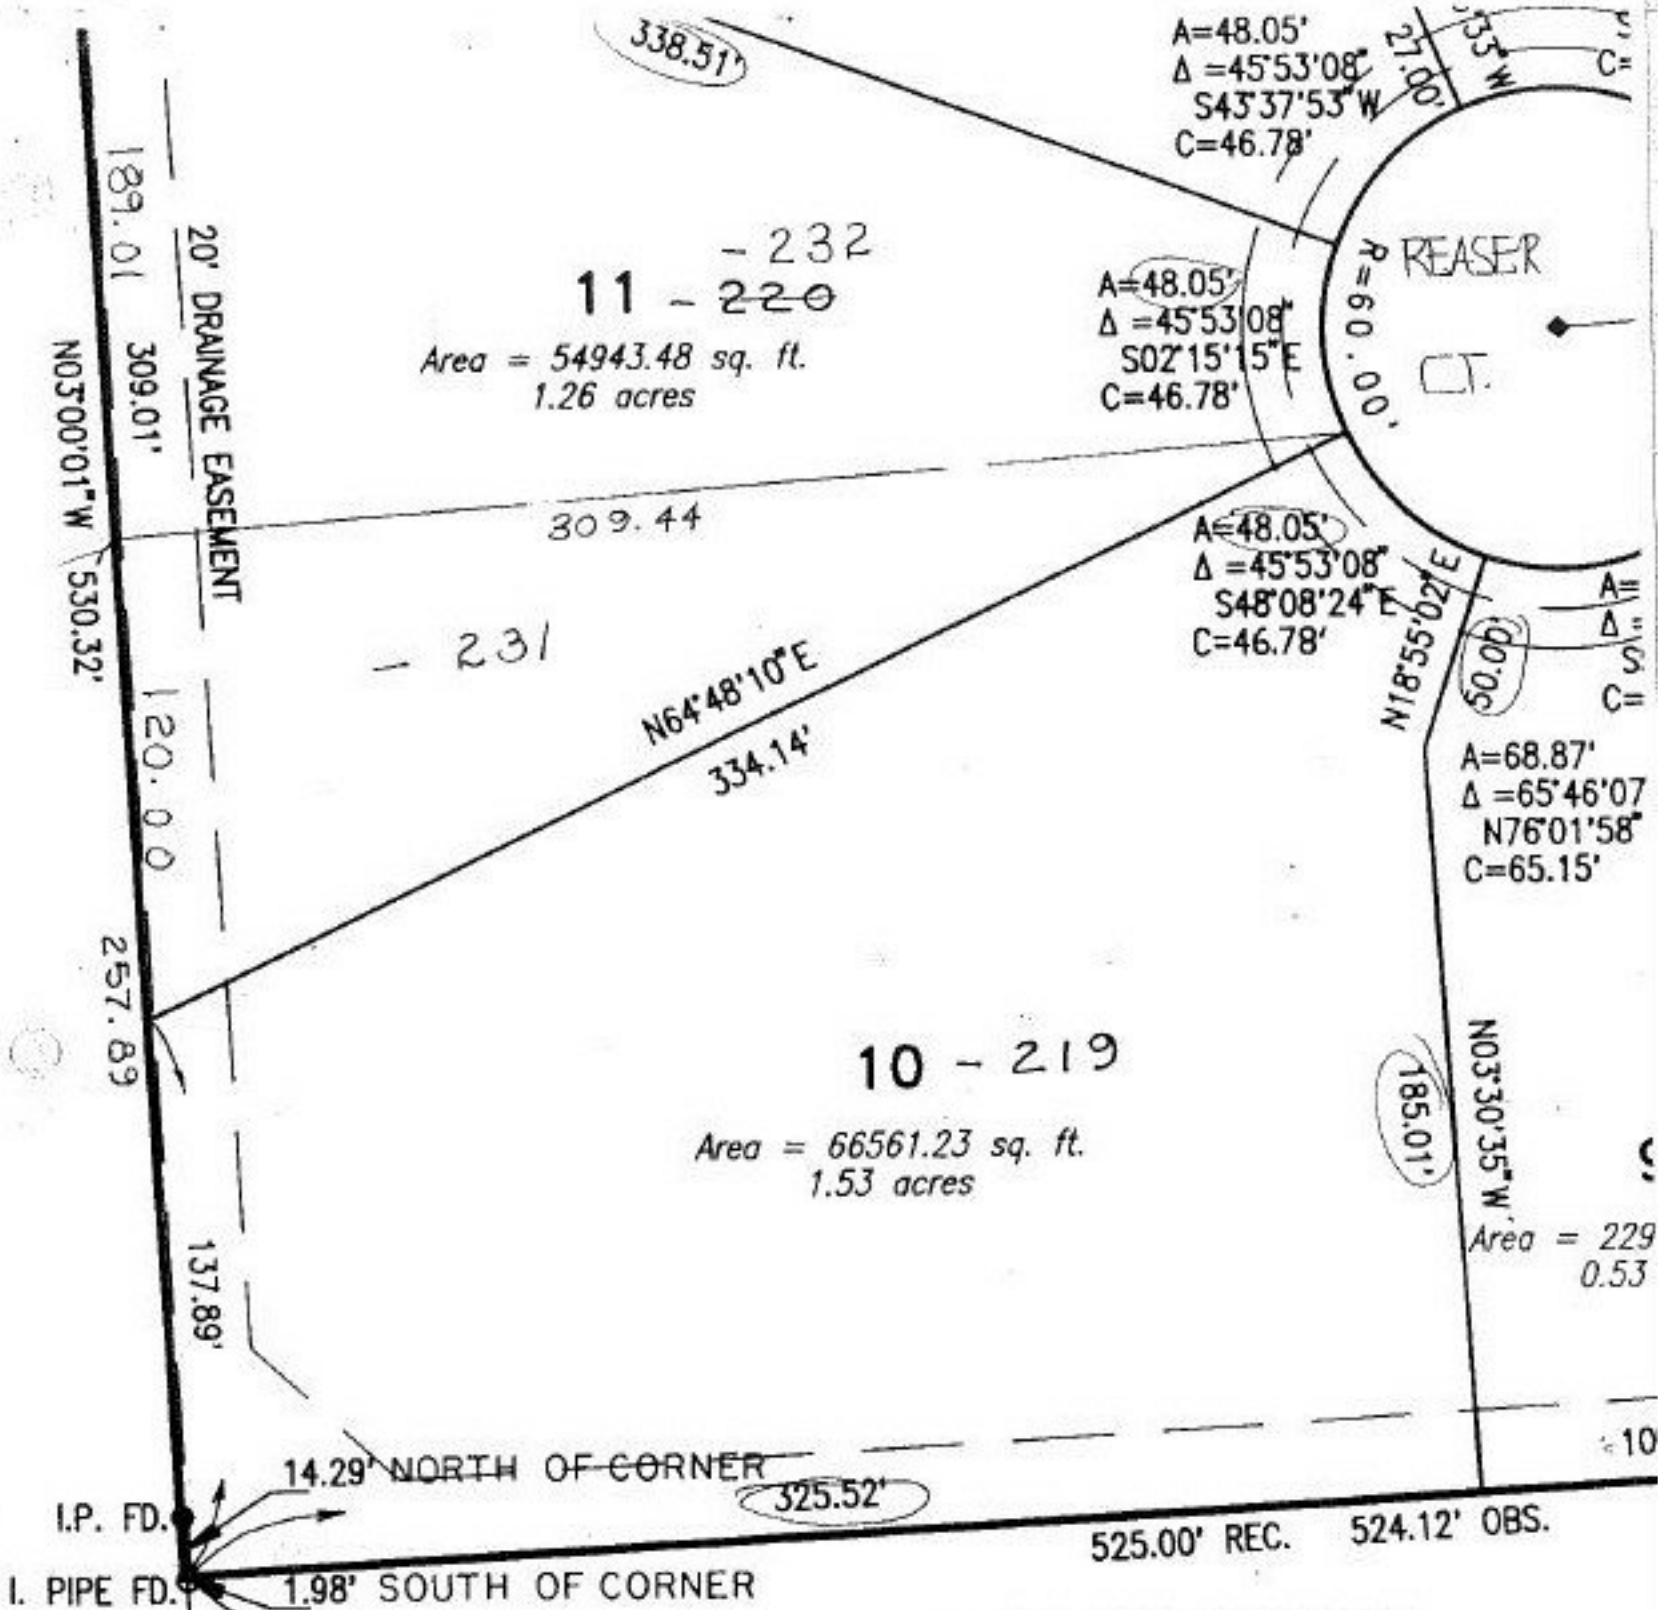 338.51'
A=48.05'
Δ =45°53'08"
S43°37'53"W
C=46.78'
27.00'
33"W
C=
189.01
309.01'
N03°00'01"W 530.32'
20' DRAINAGE EASEMENT
- 232
11 - 220
Area = 54943.48 sq. ft.
1.26 acres
A=48.05'
Δ =45°53'08"
S02°15'15"E
C=46.78'
R=60.00'
REASER
CT.
309.44
- 231
120.00
257.89
N64°48'10"E
334.14'
A=48.05'
Δ =45°53'08"
S48°08'24"E
C=46.78'
N18°55'02"E
50.00'
A=
Δ =
S
C=
A=68.87'
Δ =65°46'07
N76°01'58"
C=65.15'
10 - 219
Area = 66561.23 sq. ft.
1.53 acres
185.01'
N03°30'35"W
Area = 229
0.53
137.89'
14.29' NORTH OF CORNER
325.52'
10
I.P. FD.
525.00' REC. 524.12' OBS.
I. PIPE FD.
1.98' SOUTH OF CORNER